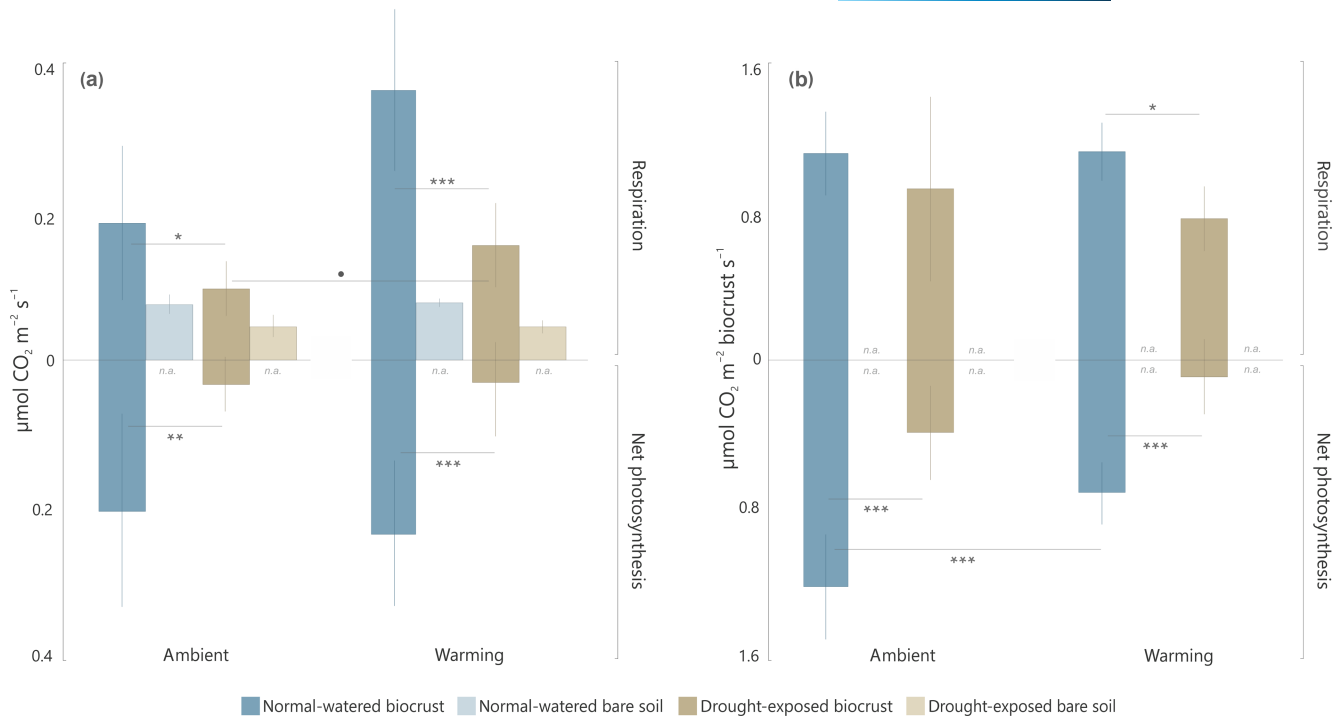 (a)
0.4
0.2
0
0.2
0.4
µmol CO₂ m⁻² s⁻¹
*
***
•
n.a.
n.a.
n.a.
n.a.
**
***
Ambient
Warming
Respiration
Net photosynthesis
(b)
1.6
0.8
0
0.8
1.6
µmol CO₂ m⁻² biocrust s⁻¹
*
n.a.
n.a.
n.a.
n.a.
n.a.
n.a.
n.a.
n.a.
***
***
***
Ambient
Warming
Respiration
Net photosynthesis
Normal-watered biocrust
Normal-watered bare soil
Drought-exposed biocrust
Drought-exposed bare soil